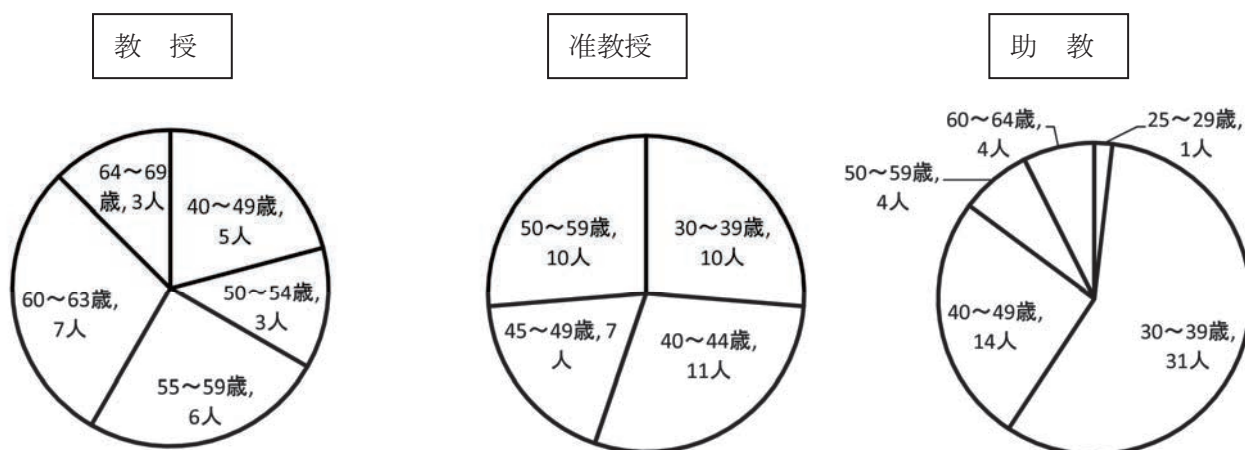 教　授
准教授
助　教
64～69
歳, 3人
40～49歳,
5人
50～54歳,
3人
55～59歳,
6人
60～63歳,
7人
50～59歳,
10人
30～39歳,
10人
40～44歳,
11人
45～49歳, 7
人
60～64歳,
4人
25～29歳,
1人
50～59歳,
4人
40～49歳,
14人
30～39歳,
31人